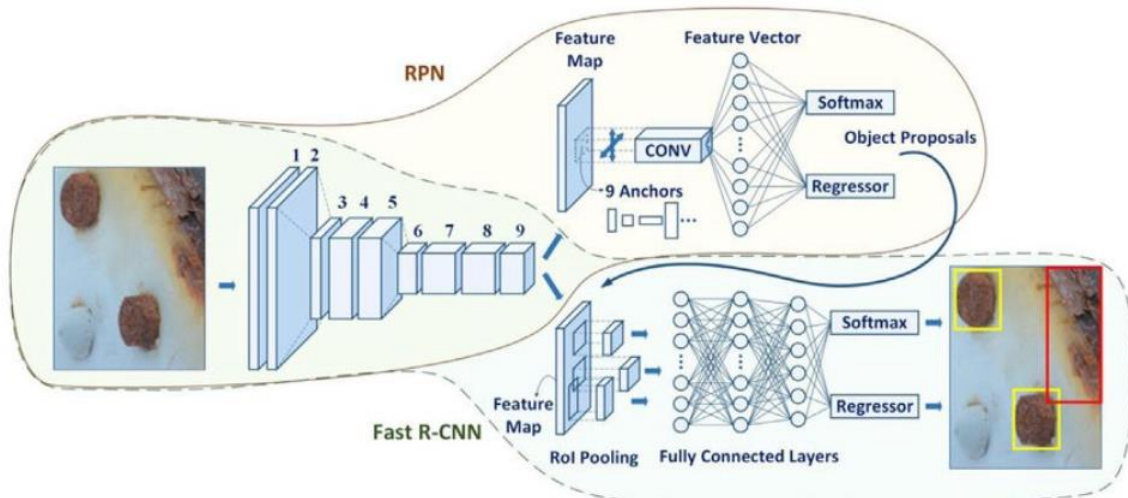 RPN
Feature
Map
Feature Vector
CONV
Softmax
Object Proposals
Regressor
9 Anchors
1 2
3 4 5
6 7 8 9
Softmax
Regressor
Feature
Map
Fast R-CNN
RoI Pooling
Fully Connected Layers